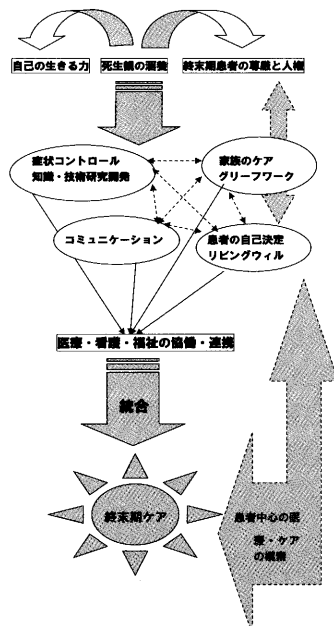 自己の生きる力
死生観の涵養
終末期患者の尊厳と人権
症状コントロール
知識・技術研究開発
家族のケア
グリーフワーク
コミュニケーション
患者の自己決定
リビングウィル
医療・看護・福祉の協働・連携
統合
終末期ケア
患者中心の医
療・ケア
の構築